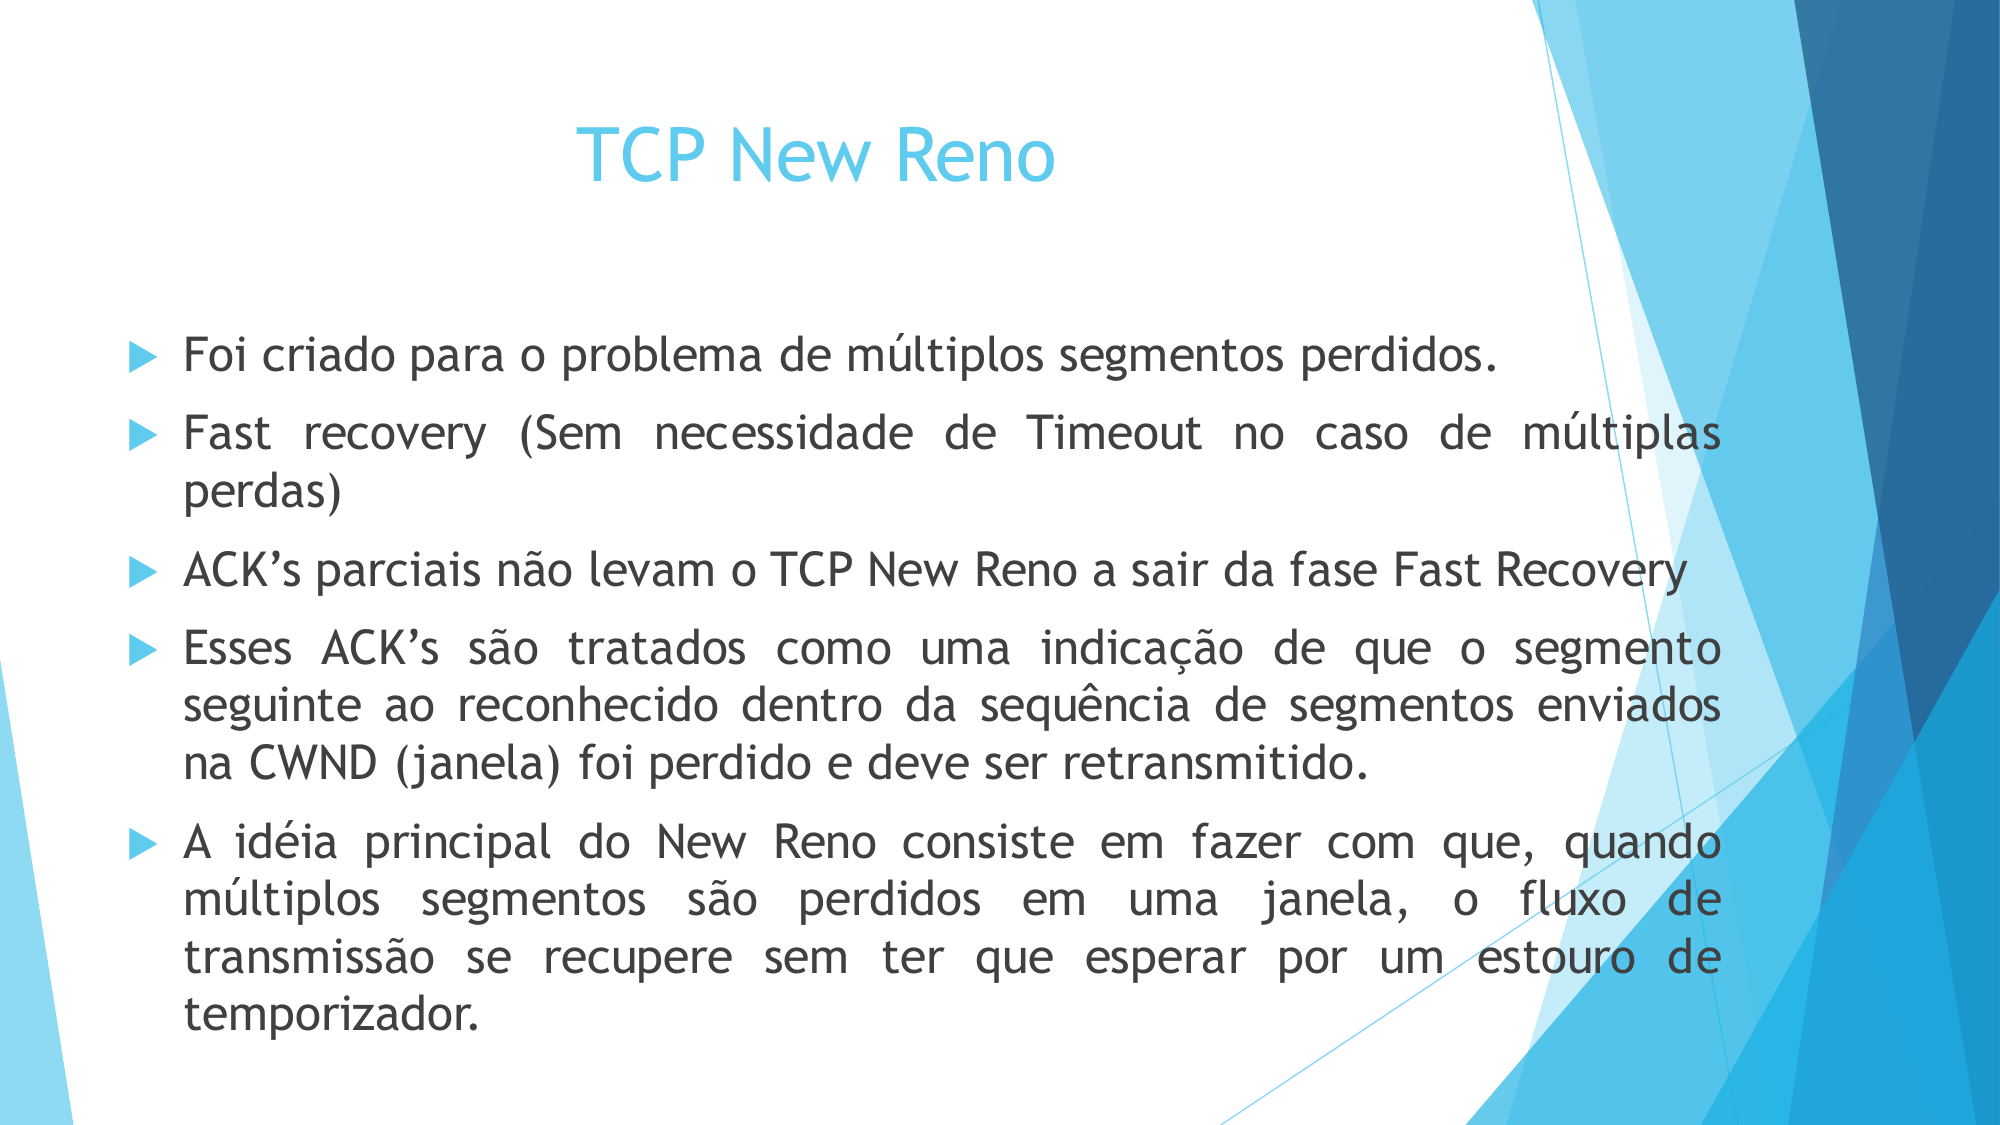 TCP New Reno
Foi criado para o problema de múltiplos segmentos perdidos.
Fast recovery (Sem necessidade de Timeout no caso de múltiplas
perdas)
ACK’s parciais não levam o TCP New Reno a sair da fase Fast Recovery
Esses ACK’s são tratados como uma indicação de que o segmento
seguinte ao reconhecido dentro da sequência de segmentos enviados
na CWND (janela) foi perdido e deve ser retransmitido.
A idéia principal do New Reno consiste em fazer com que, quando
múltiplos segmentos são perdidos em uma janela, o fluxo de
transmissão se recupere sem ter que esperar por um estouro de
temporizador.